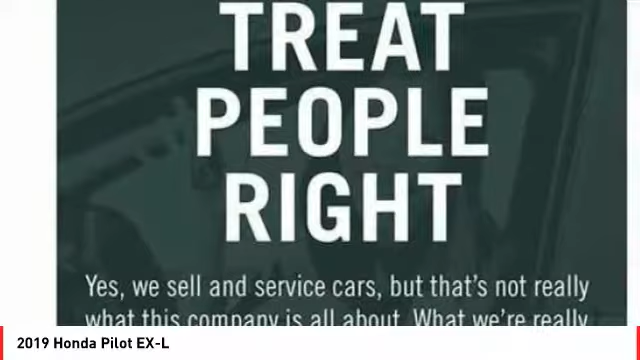 TREAT
PEOPLE
RIGHT
Yes, we sell and service cars, but that's not really
what this company is all about. What we're really
2019 Honda Pilot EX-L